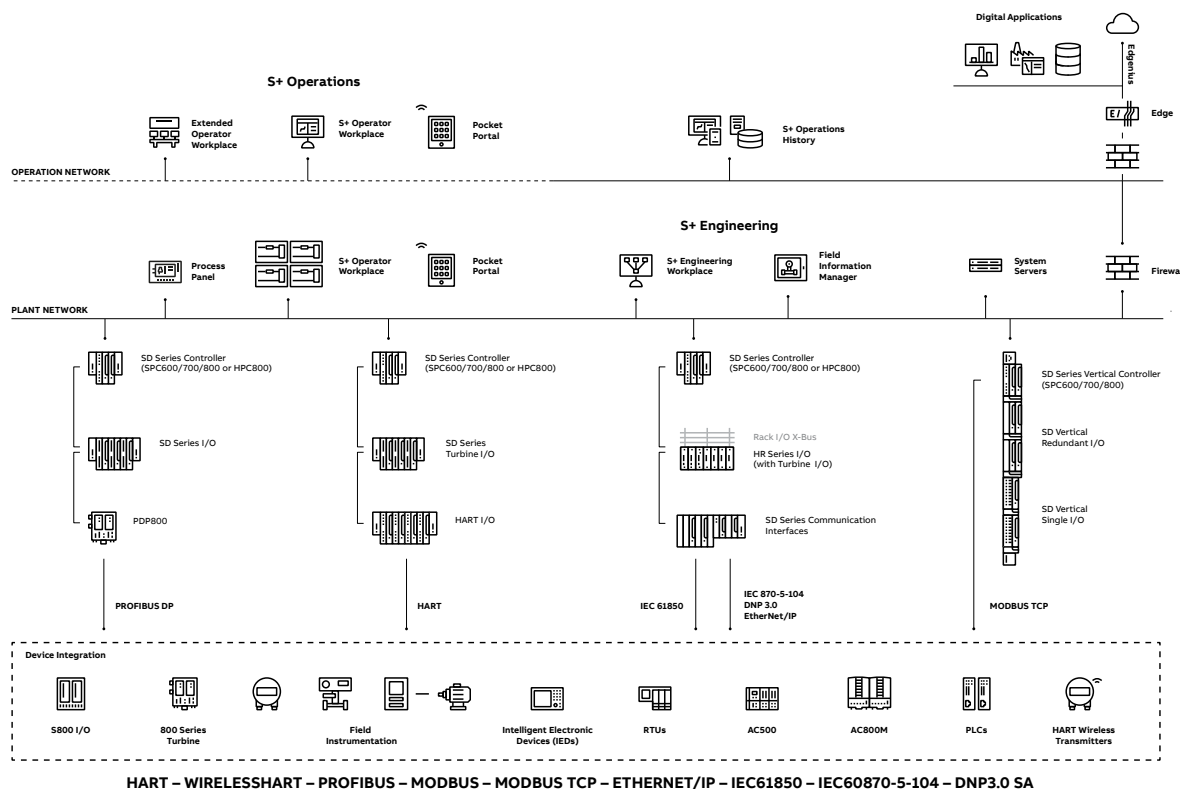 Digital Applications
Edgenius
S+ Operations
Extended
Operator
Workplace
S+ Operator
Workplace
Pocket
Portal
S+ Operations
History
E/I
Edge
OPERATION NETWORK
S+ Engineering
Process
Panel
S+ Operator
Workplace
Pocket
Portal
S+ Engineering
Workplace
Field
Information
Manager
System
Servers
Firewa
PLANT NETWORK
SD Series Controller
(SPC600/700/800 or HPC800)
SD Series Controller
(SPC600/700/800 or HPC800)
SD Series Controller
(SPC600/700/800 or HPC800)
SD Series Vertical Controller
(SPC600/700/800)
SD Series I/O
SD Series
Turbine I/O
Rack I/O X-Bus
HR Series I/O
(with Turbine I/O)
SD Vertical
Redundant I/O
PDP800
HART I/O
SD Series Communication
Interfaces
SD Vertical
Single I/O
PROFIBUS DP
HART
IEC 61850
IEC 870-5-104
DNP 3.0
EtherNet/IP
MODBUS TCP
Device Integration
S800 I/O
800 Series
Turbine
Field
Instrumentation
Intelligent Electronic
Devices (IEDs)
RTUs
AC500
AC800M
PLCs
HART Wireless
Transmitters
HART – WIRELESSHART – PROFIBUS – MODBUS – MODBUS TCP – ETHERNET/IP – IEC61850 – IEC60870-5-104 – DNP3.0 SA